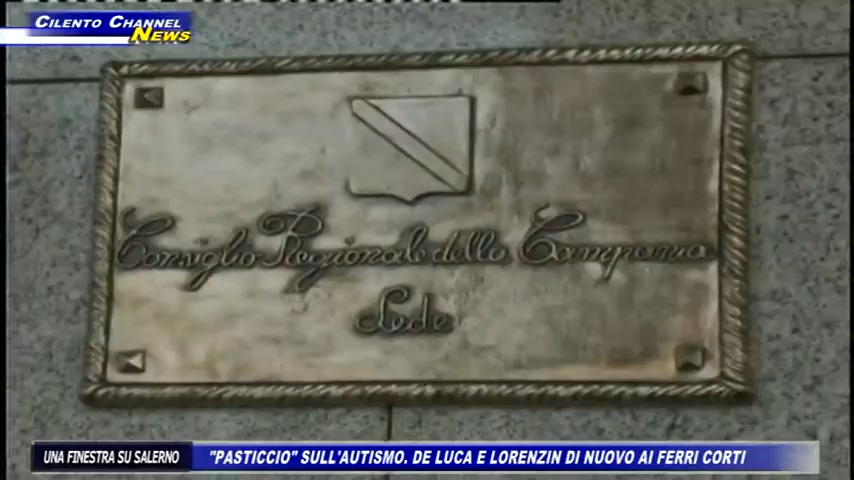 CILENTO CHANNEL
NEWS
Consiglio Regionale della Campania
Sede
UNA FINESTRA SU SALERNO
"PASTICCIO" SULL'AUTISMO. DE LUCA E LORENZIN DI NUOVO AI FERRI CORTI